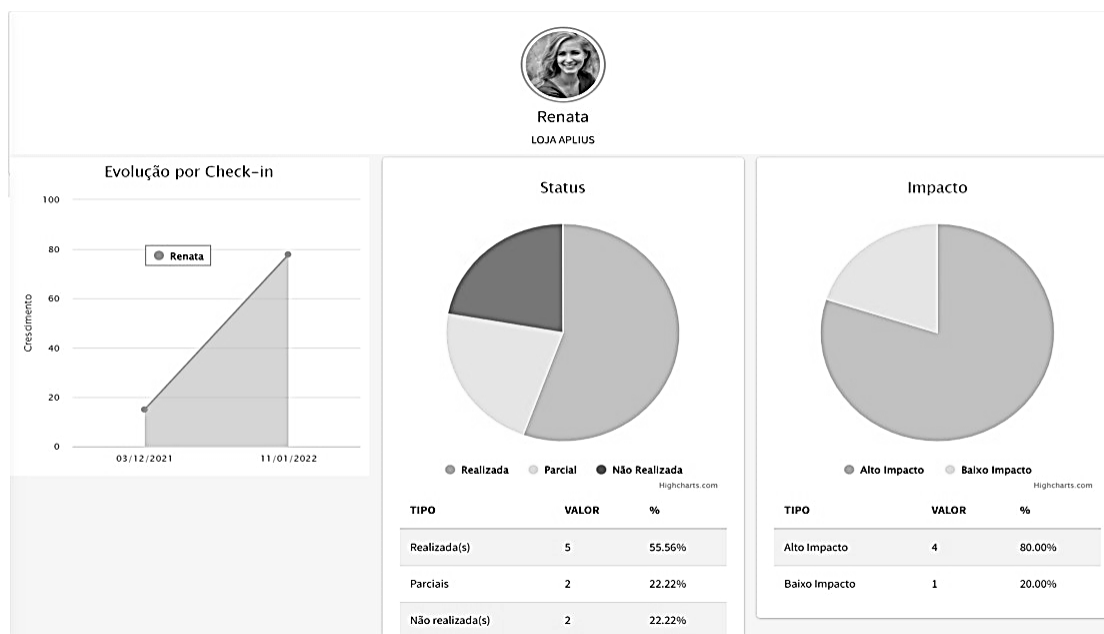 Renata
LOJA APLIUS
Evolução por Check-in
100
80
60
40
20
0
Crescimento
Renata
03/12/2021 11/01/2022
Status
Realizada Parcial Não Realizada
Highcharts.com
TIPO VALOR %
Realizada(s) 5 55.56%
Parciais 2 22.22%
Não realizada(s) 2 22.22%
Impacto
Alto Impacto Baixo Impacto
Highcharts.com
TIPO VALOR %
Alto Impacto 4 80.00%
Baixo Impacto 1 20.00%